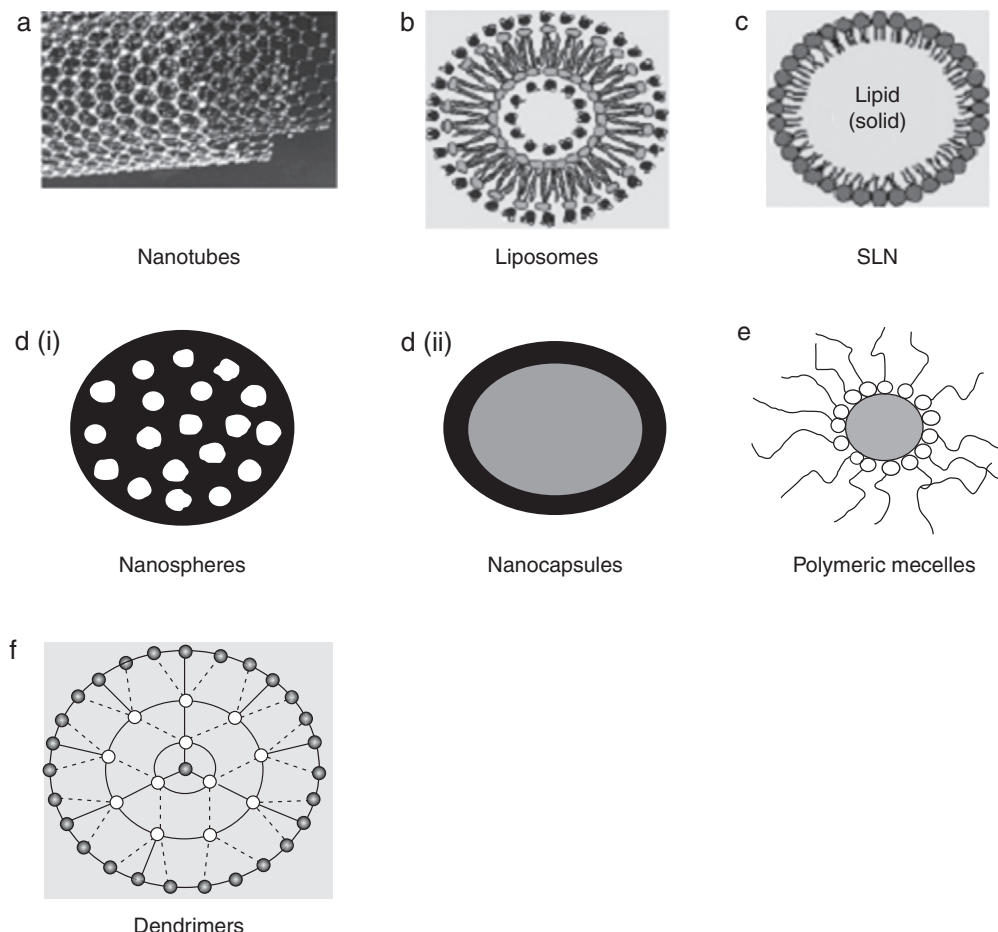 a
b
c
Lipid
(solid)
Nanotubes
Liposomes
SLN
d (i)
d (ii)
e
Nanospheres
Nanocapsules
Polymeric mecelles
f
Dendrimers